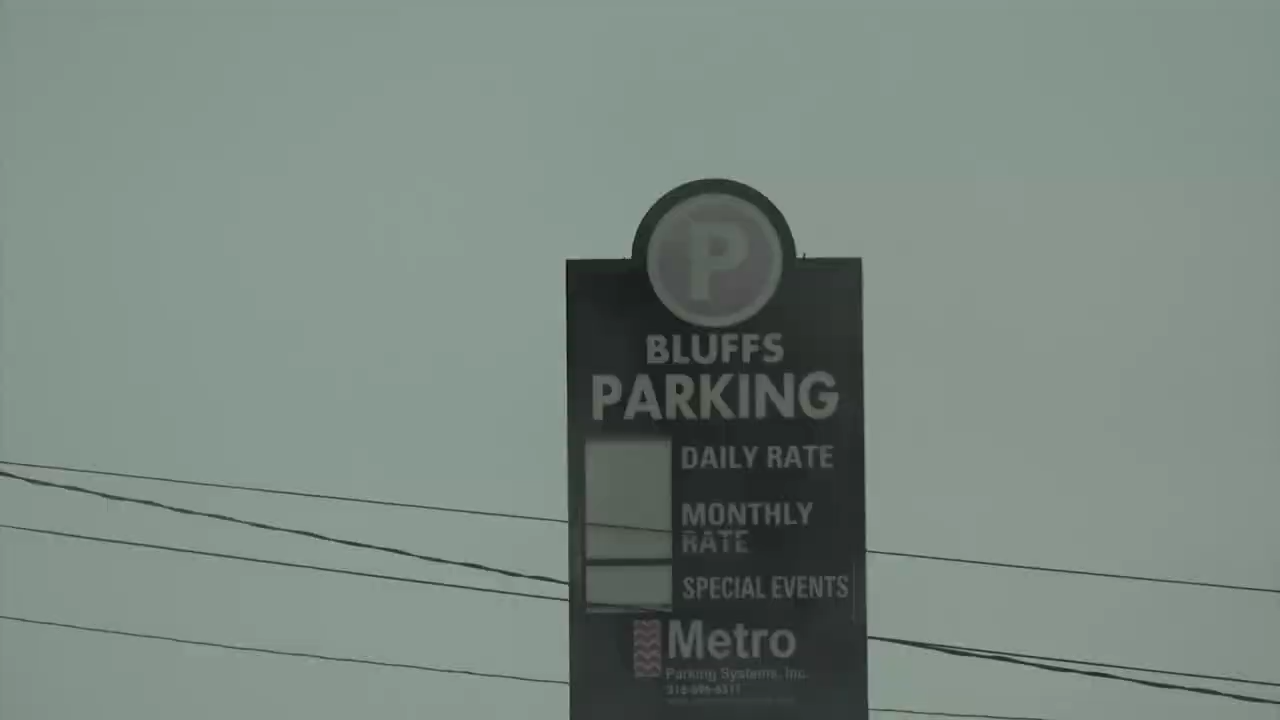 P
BLUFFS
PARKING
DAILY RATE
MONTHLY
RATE
SPECIAL EVENTS
Metro
Parking Systems, Inc.